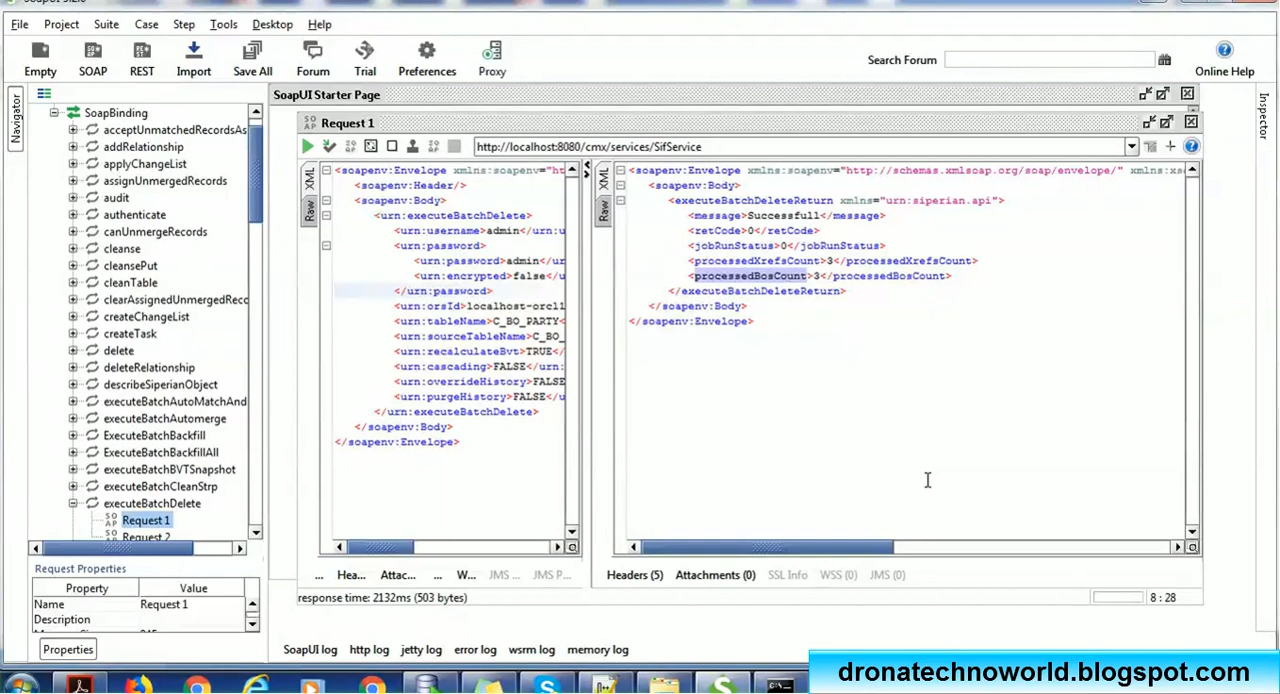 SoapUI 5.2.0
File Project Suite Case Step Tools Desktop Help
Empty SOAP REST Import Save All Forum Trial Preferences Proxy
Search Forum
Online Help
Navigator
SoapBinding
acceptUnmatchedRecordsAs
addRelationship
applyChangeList
assignUnmergedRecords
audit
authenticate
canUnmergeRecords
cleanse
cleansePut
cleanTable
clearAssignedUnmergedRecc
createChangeList
createTask
delete
deleteRelationship
describeSiperianObject
executeBatchAutoMatchAnd
executeBatchAutomerge
ExecuteBatchBackfill
ExecuteBatchBackfillAll
executeBatchBVTSnapshot
executeBatchCleanStrp
executeBatchDelete
Request 1
Request 2
Request Properties
Property Value
Name Request 1
Description
Properties
SoapUI Starter Page
Request 1
http://localhost:8080/cmx/services/SifService
XML
Raw
<soapenv:Envelope xmlns:soapenv="ht
<soapenv:Header/>
<soapenv:Body>
<urn:executeBatchDelete>
<urn:username>admin</urn:u
<urn:password>
<urn:password>admin</u
<urn:encrypted>false</u
</urn:password>
<urn:orsId>localhost-orcl1
<urn:tableName>C_BO_PARTY<
<urn:sourceTableName>C_BO_
<urn:recalculateBvt>TRUE</
<urn:cascading>FALSE</urn:
<urn:overrideHistory>FALSE
<urn:purgeHistory>FALSE</u
</urn:executeBatchDelete>
</soapenv:Body>
</soapenv:Envelope>
... Hea... Attac... ... W... JMS ... JMS P...
XML
Raw
<soapenv:Envelope xmlns:soapenv="http://schemas.xmlsoap.org/soap/envelope/" xmlns:xs
<soapenv:Body>
<executeBatchDeleteReturn xmlns="urn:siperian.api">
<message>Successfull</message>
<retCode>0</retCode>
<jobRunStatus>0</jobRunStatus>
<processedXrefsCount>3</processedXrefsCount>
<processedBosCount>3</processedBosCount>
</executeBatchDeleteReturn>
</soapenv:Body>
</soapenv:Envelope>
Headers (5) Attachments (0) SSL Info WSS (0) JMS (0)
response time: 2132ms (503 bytes)
8 : 28
SoapUI log http log jetty log error log wsrm log memory log
Inspector
dronatechnoworld.blogspot.com